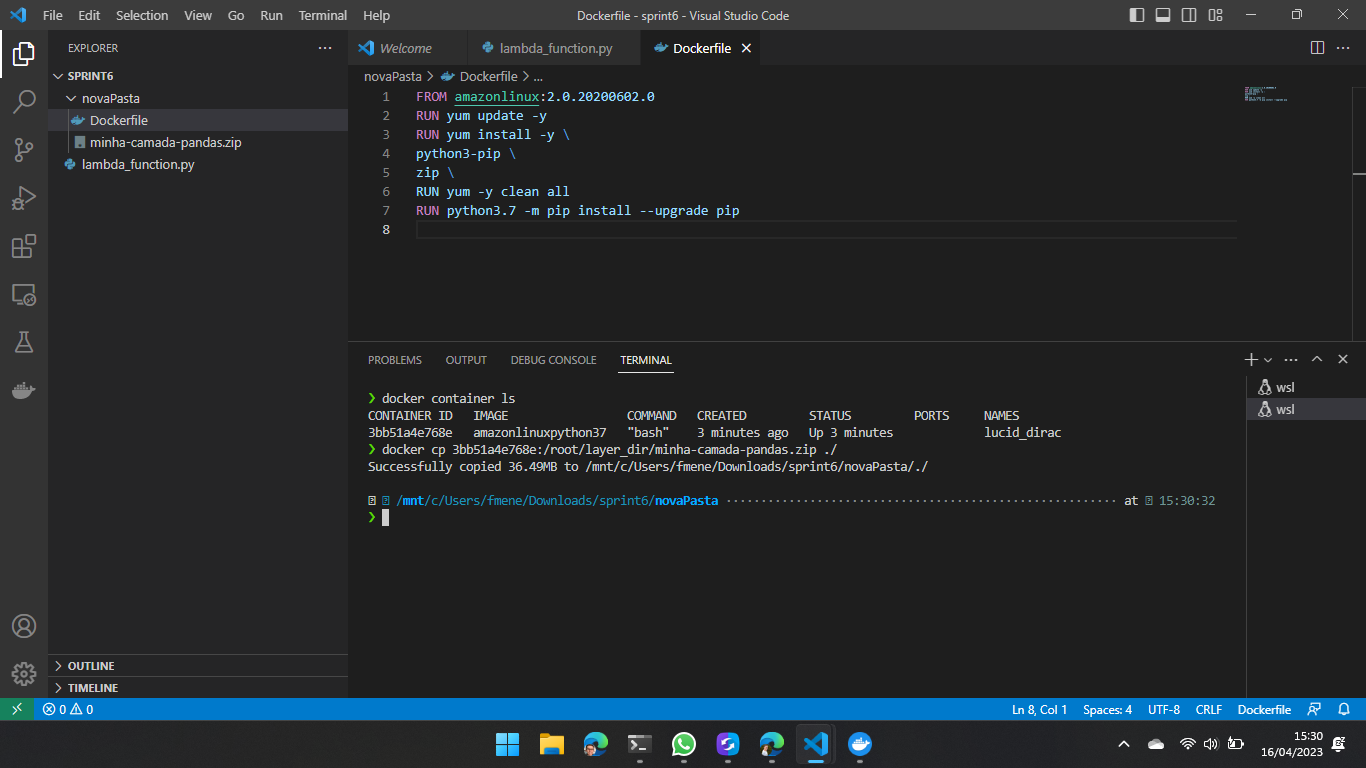 File Edit Selection View Go Run Terminal Help
Dockerfile - sprint6 - Visual Studio Code
EXPLORER
SPRINT6
novaPasta
Dockerfile
minha-camada-pandas.zip
lambda_function.py
OUTLINE
TIMELINE
Welcome
lambda_function.py
Dockerfile
novaPasta > Dockerfile > ...
1 FROM amazonlinux:2.0.20200602.0
2 RUN yum update -y
3 RUN yum install -y \
4 python3-pip \
5 zip \
6 RUN yum -y clean all
7 RUN python3.7 -m pip install --upgrade pip
8
PROBLEMS OUTPUT DEBUG CONSOLE TERMINAL
❯ docker container ls
CONTAINER ID IMAGE COMMAND CREATED STATUS PORTS NAMES
3bb51a4e768e amazonlinuxpython37 "bash" 3 minutes ago Up 3 minutes lucid_dirac
❯ docker cp 3bb51a4e768e:/root/layer_dir/minha-camada-pandas.zip ./
Successfully copied 36.49MB to /mnt/c/Users/fmene/Downloads/sprint6/novaPasta/./
/mnt/c/Users/fmene/Downloads/sprint6/novaPasta at 15:30:32
❯
wsl
wsl
0 0
Ln 8, Col 1 Spaces: 4 UTF-8 CRLF Dockerfile
15:30
16/04/2023